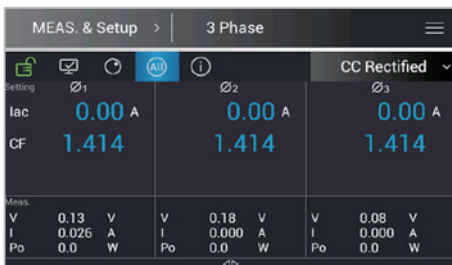 MEAS. & Setup > 3 Phase
All i CC Rectified
Setting Ø1 Ø2 Ø3
Iac 0.00 A 0.00 A 0.00 A
CF 1.414 1.414 1.414
Meas.
V 0.13 V V 0.18 V V 0.08 V
I 0.026 A I 0.000 A I 0.000 A
Po 0.0 W Po 0.0 W Po 0.0 W